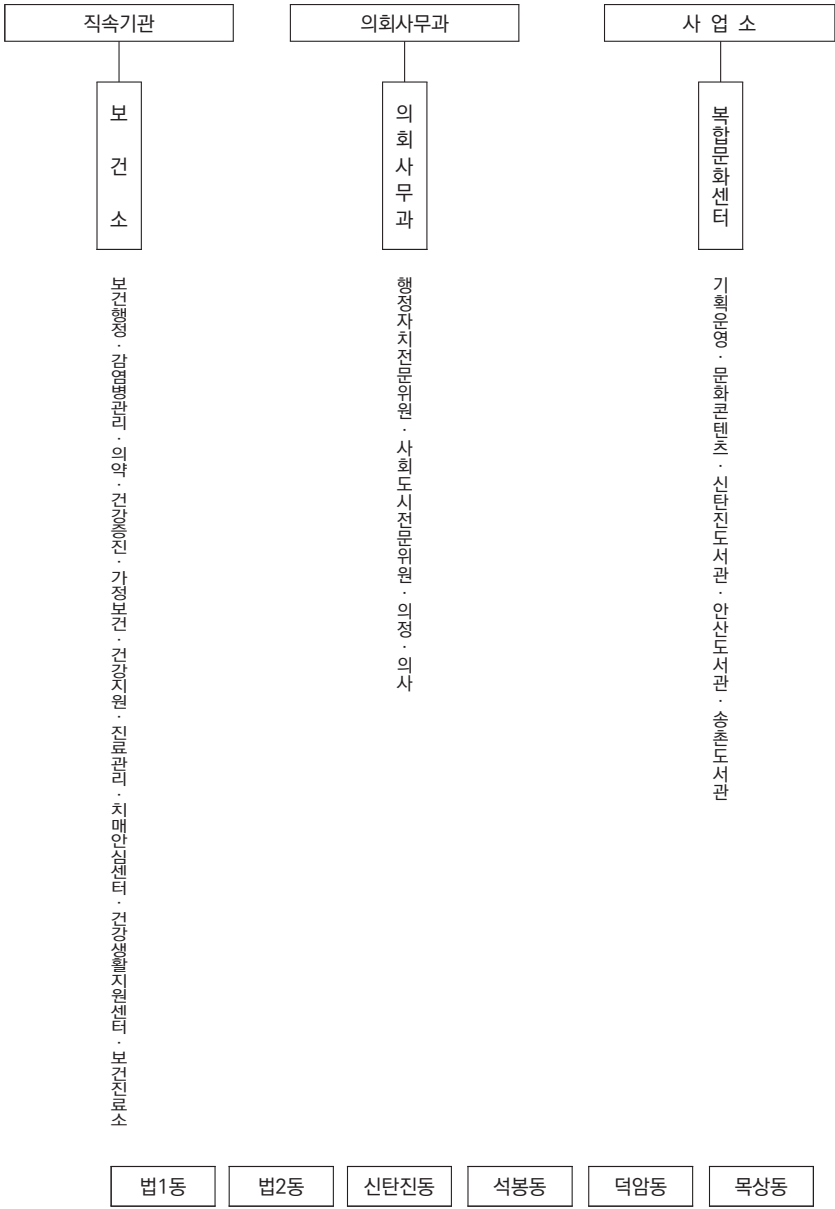 직속기관
의회사무과
사 업 소
보 건 소
의회사무과
복합문화센터
보건행정·감염병관리·의약·건강증진·가정보건·건강지원·진료관리·치매안심센터·건강생활지원센터·보건진료소
행정자치전문위원·사회도시전문위원·의정·의사
기획운영·문화콘텐츠·신탄진도서관·안산도서관·송촌도서관
법1동
법2동
신탄진동
석봉동
덕암동
목상동